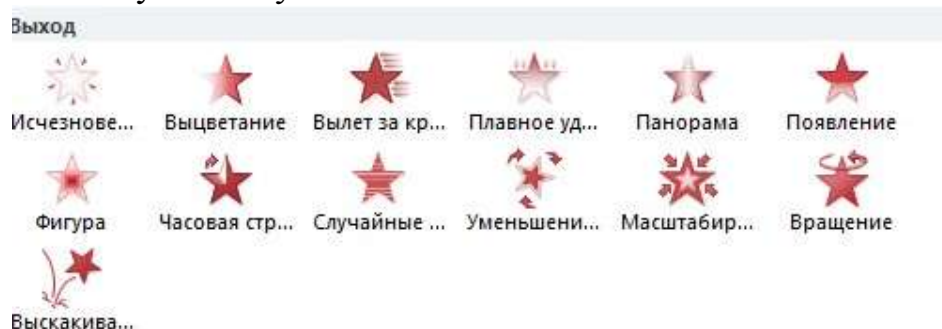 Выход
Исчезнове... Выцветание Вылет за кр... Плавное уд... Панорама Появление
Фигура Часовая стр... Случайные ... Уменьшени... Масштабир... Вращение
Выскакива...